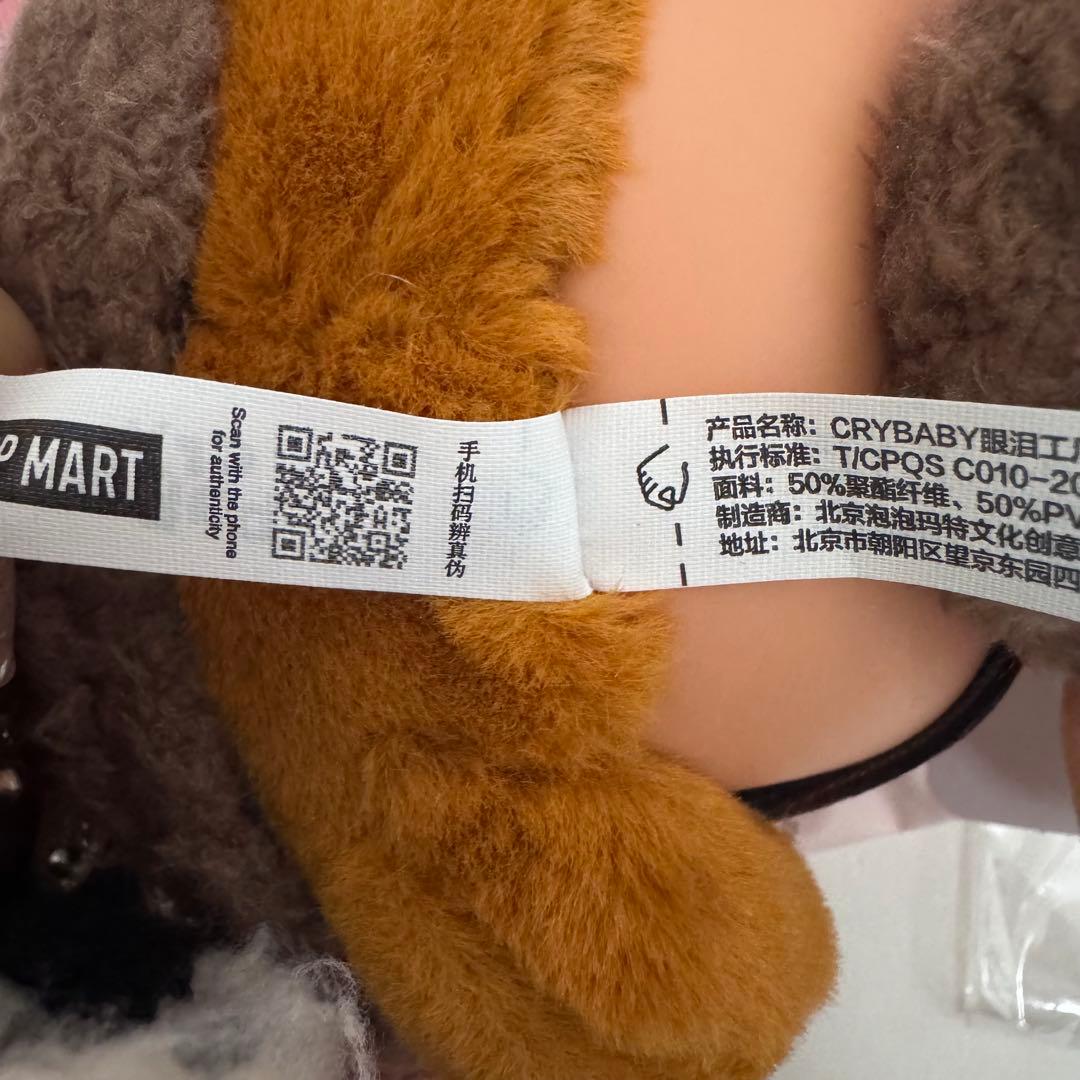 MART
Scan with the phone
for authenticity
手机扫码辨真伪
产品名称：CRYBABY眼泪工
执行标准：T/CPQS C010-20
面料：50%聚酯纤维、50%PV
制造商：北京泡泡玛特文化创意
地址：北京市朝阳区望京东园四